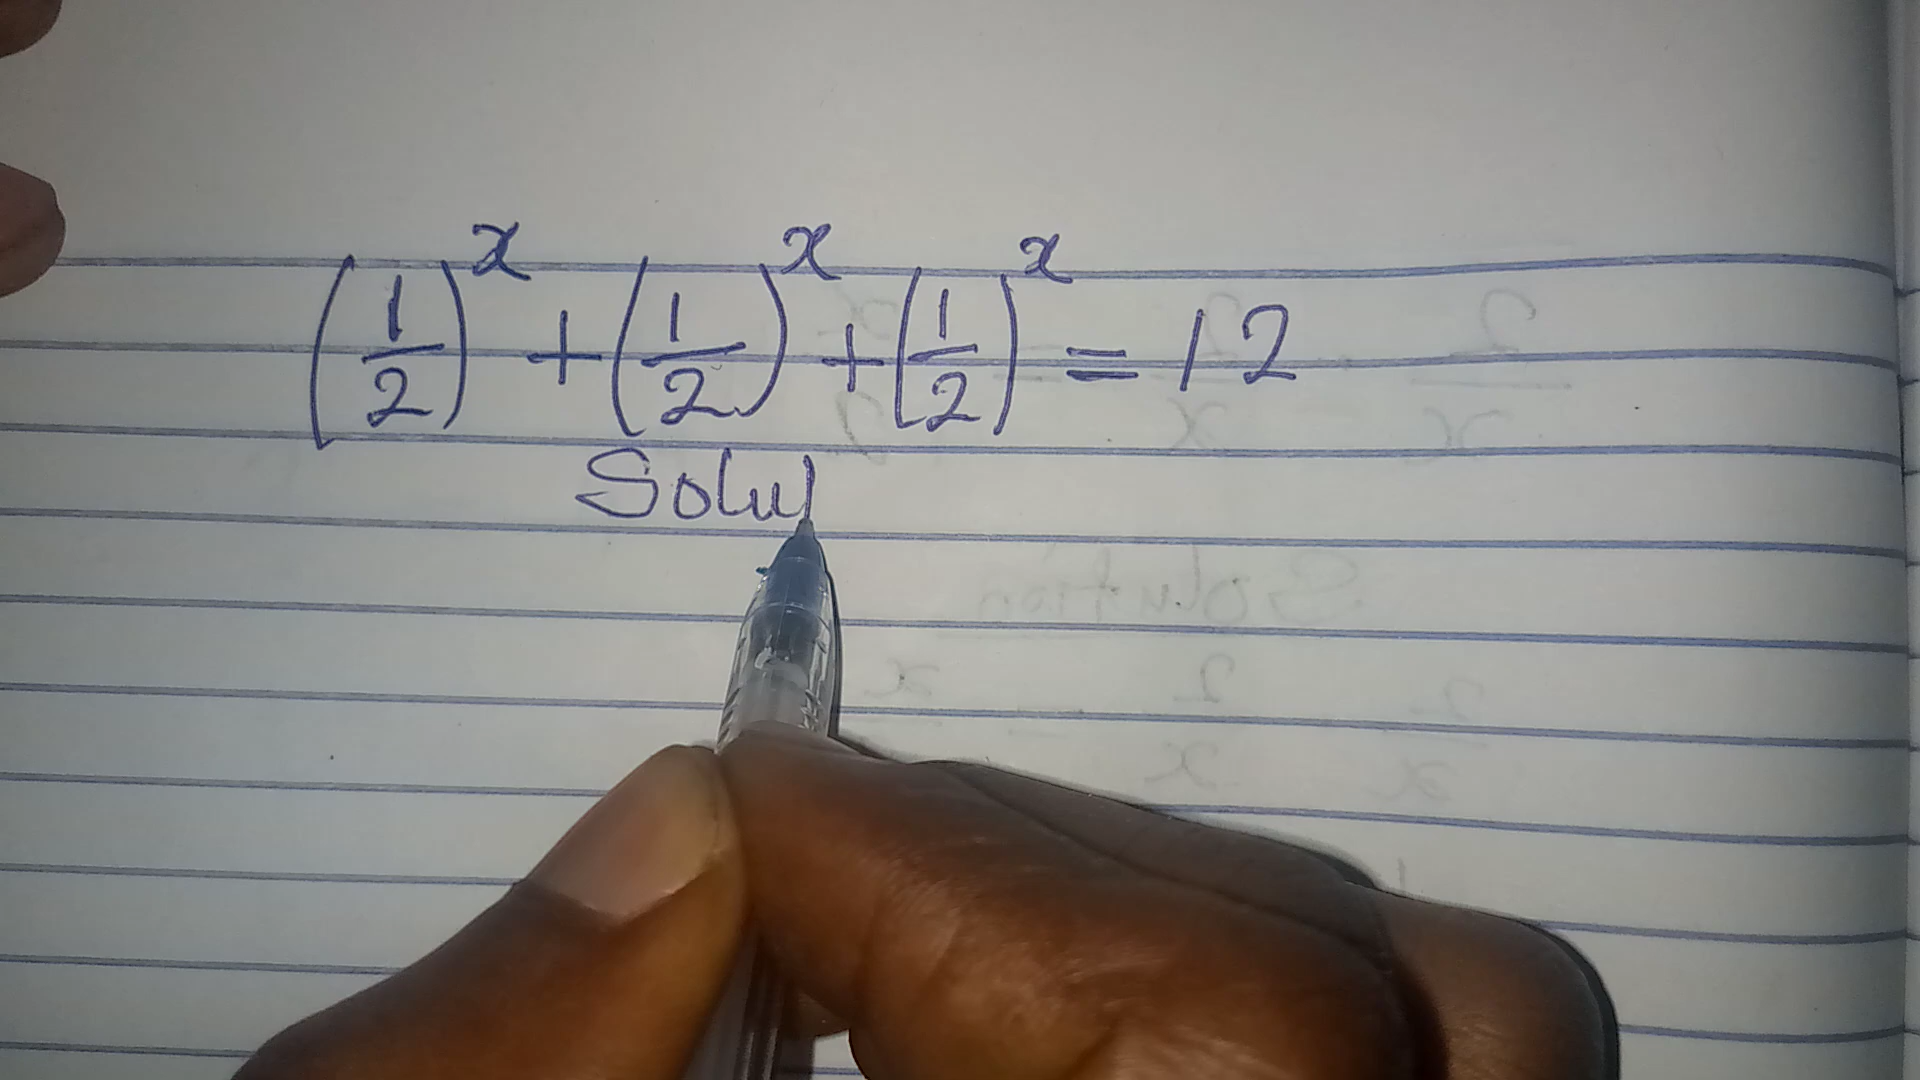 (1/2)^x + (1/2)^x + (1/2)^x = 12
Solu